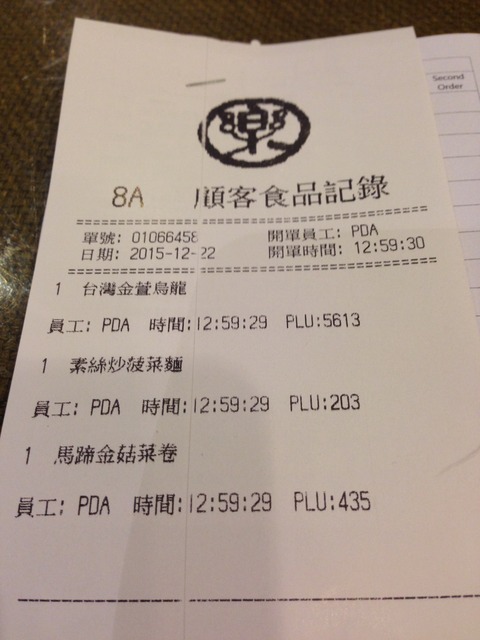 樂
Second
Order
8A 顧客食品記錄
單號: 01066458 開單員工: PDA
日期: 2015-12-22 開單時間: 12:59:30
1 台灣金萱烏龍
員工: PDA 時間:12:59:29 PLU:5613
1 素絲炒菠菜麵
員工: PDA 時間:12:59:29 PLU:203
1 馬蹄金菇菜卷
員工: PDA 時間:12:59:29 PLU:435